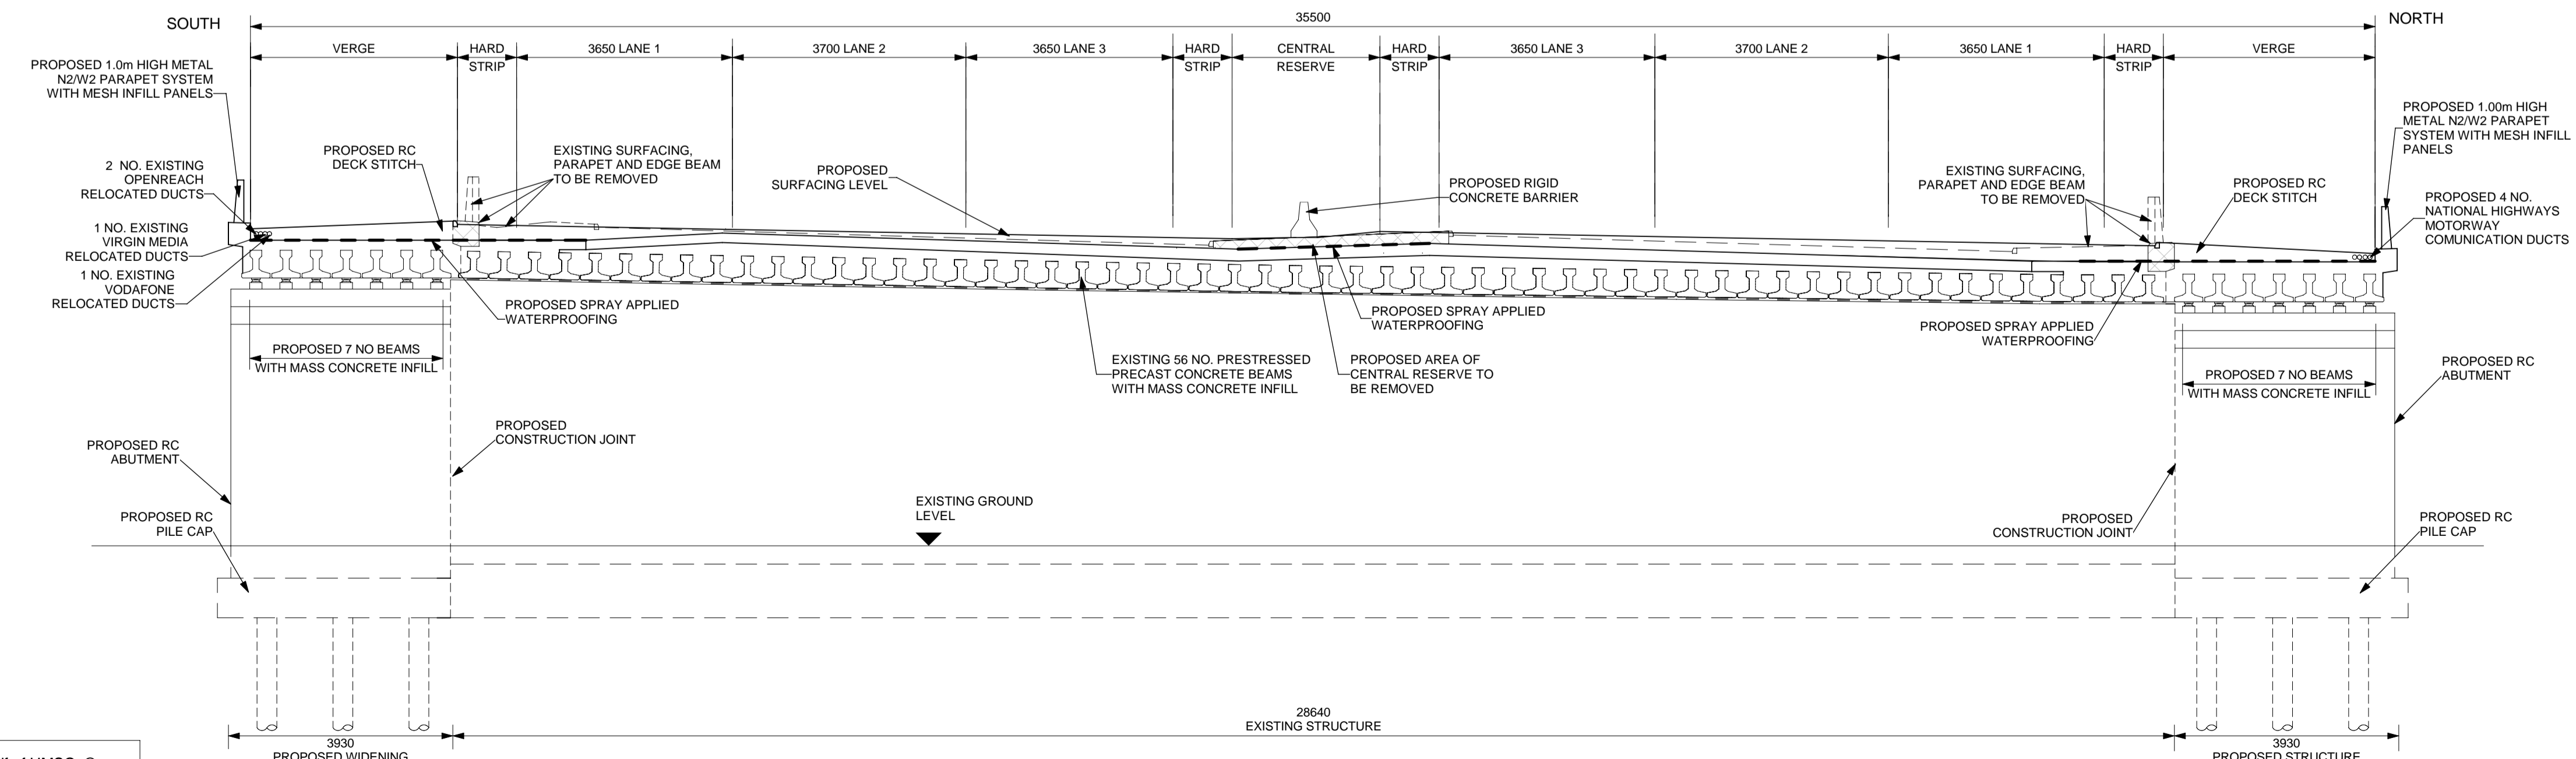 SOUTH
35500
NORTH
VERGE
HARD
STRIP
3650 LANE 1
3700 LANE 2
3650 LANE 3
HARD
STRIP
CENTRAL
RESERVE
HARD
STRIP
3650 LANE 3
3700 LANE 2
3650 LANE 1
HARD
STRIP
VERGE
PROPOSED 1.0m HIGH METAL
N2/W2 PARAPET SYSTEM
WITH MESH INFILL PANELS
2 NO. EXISTING
OPENREACH
RELOCATED DUCTS
1 NO. EXISTING
VIRGIN MEDIA
RELOCATED DUCTS
1 NO. EXISTING
VODAFONE
RELOCATED DUCTS
PROPOSED RC
DECK STITCH
EXISTING SURFACING,
PARAPET AND EDGE BEAM
TO BE REMOVED
PROPOSED
SURFACING LEVEL
PROPOSED RIGID
CONCRETE BARRIER
EXISTING SURFACING,
PARAPET AND EDGE BEAM
TO BE REMOVED
PROPOSED RC
DECK STITCH
PROPOSED 1.00m HIGH
METAL N2/W2 PARAPET
SYSTEM WITH MESH INFILL
PANELS
PROPOSED 4 NO.
NATIONAL HIGHWAYS
MOTORWAY
COMUNICATION DUCTS
PROPOSED SPRAY APPLIED
WATERPROOFING
PROPOSED SPRAY APPLIED
WATERPROOFING
PROPOSED SPRAY APPLIED
WATERPROOFING
PROPOSED 7 NO BEAMS
WITH MASS CONCRETE INFILL
EXISTING 56 NO. PRESTRESSED
PRECAST CONCRETE BEAMS
WITH MASS CONCRETE INFILL
PROPOSED AREA OF
CENTRAL RESERVE TO
BE REMOVED
PROPOSED 7 NO BEAMS
WITH MASS CONCRETE INFILL
PROPOSED RC
ABUTMENT
PROPOSED RC
ABUTMENT
PROPOSED
CONSTRUCTION JOINT
PROPOSED RC
PILE CAP
EXISTING GROUND
LEVEL
PROPOSED
CONSTRUCTION JOINT
PROPOSED RC
PILE CAP
28640
EXISTING STRUCTURE
3930
PROPOSED WIDENING
3930
PROPOSED STRUCTURE